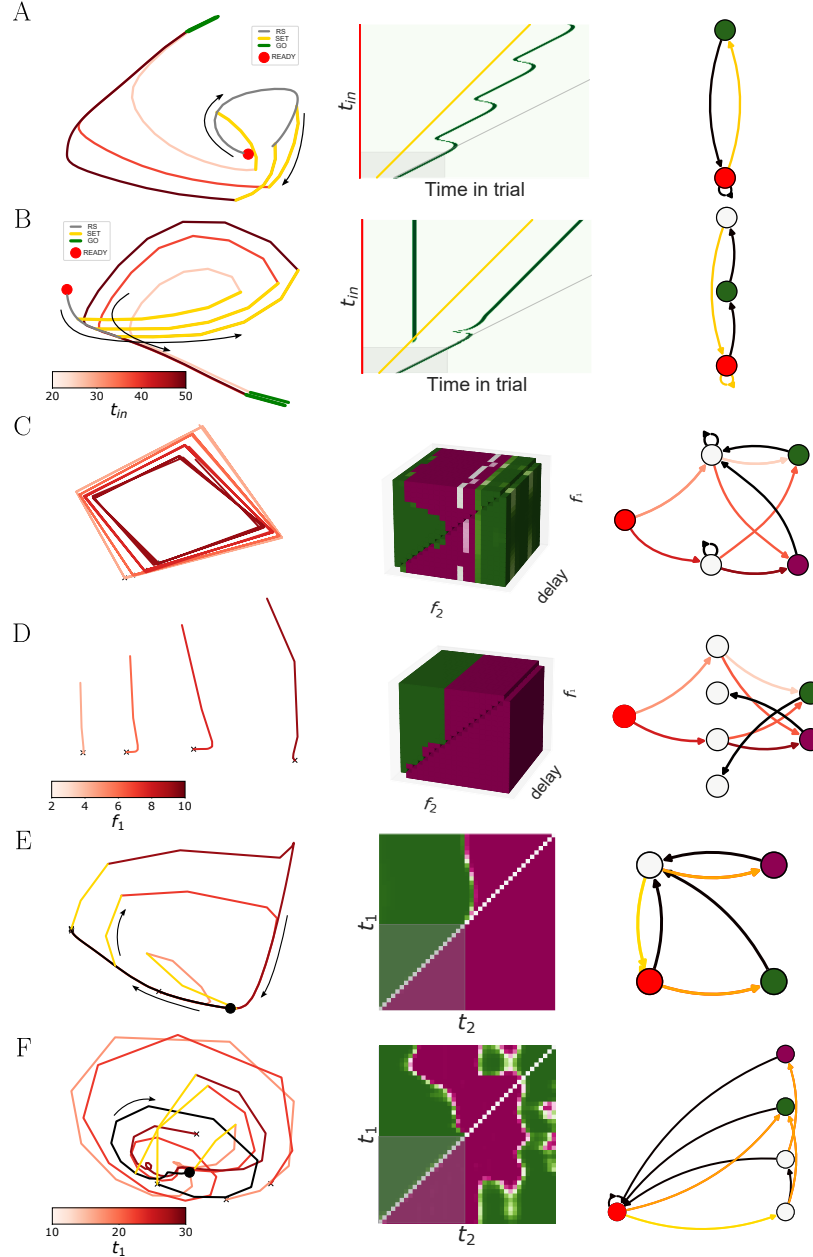 A
RS
SET
GO
READY
t_in
Time in trial
B
RS
SET
GO
READY
20 30 40 50
t_in
t_in
Time in trial
C
f_1
delay
f_2
D
2 4 6 8 10
f_1
f_1
delay
f_2
E
t_1
t_2
F
10 20 30
t_1
t_1
t_2